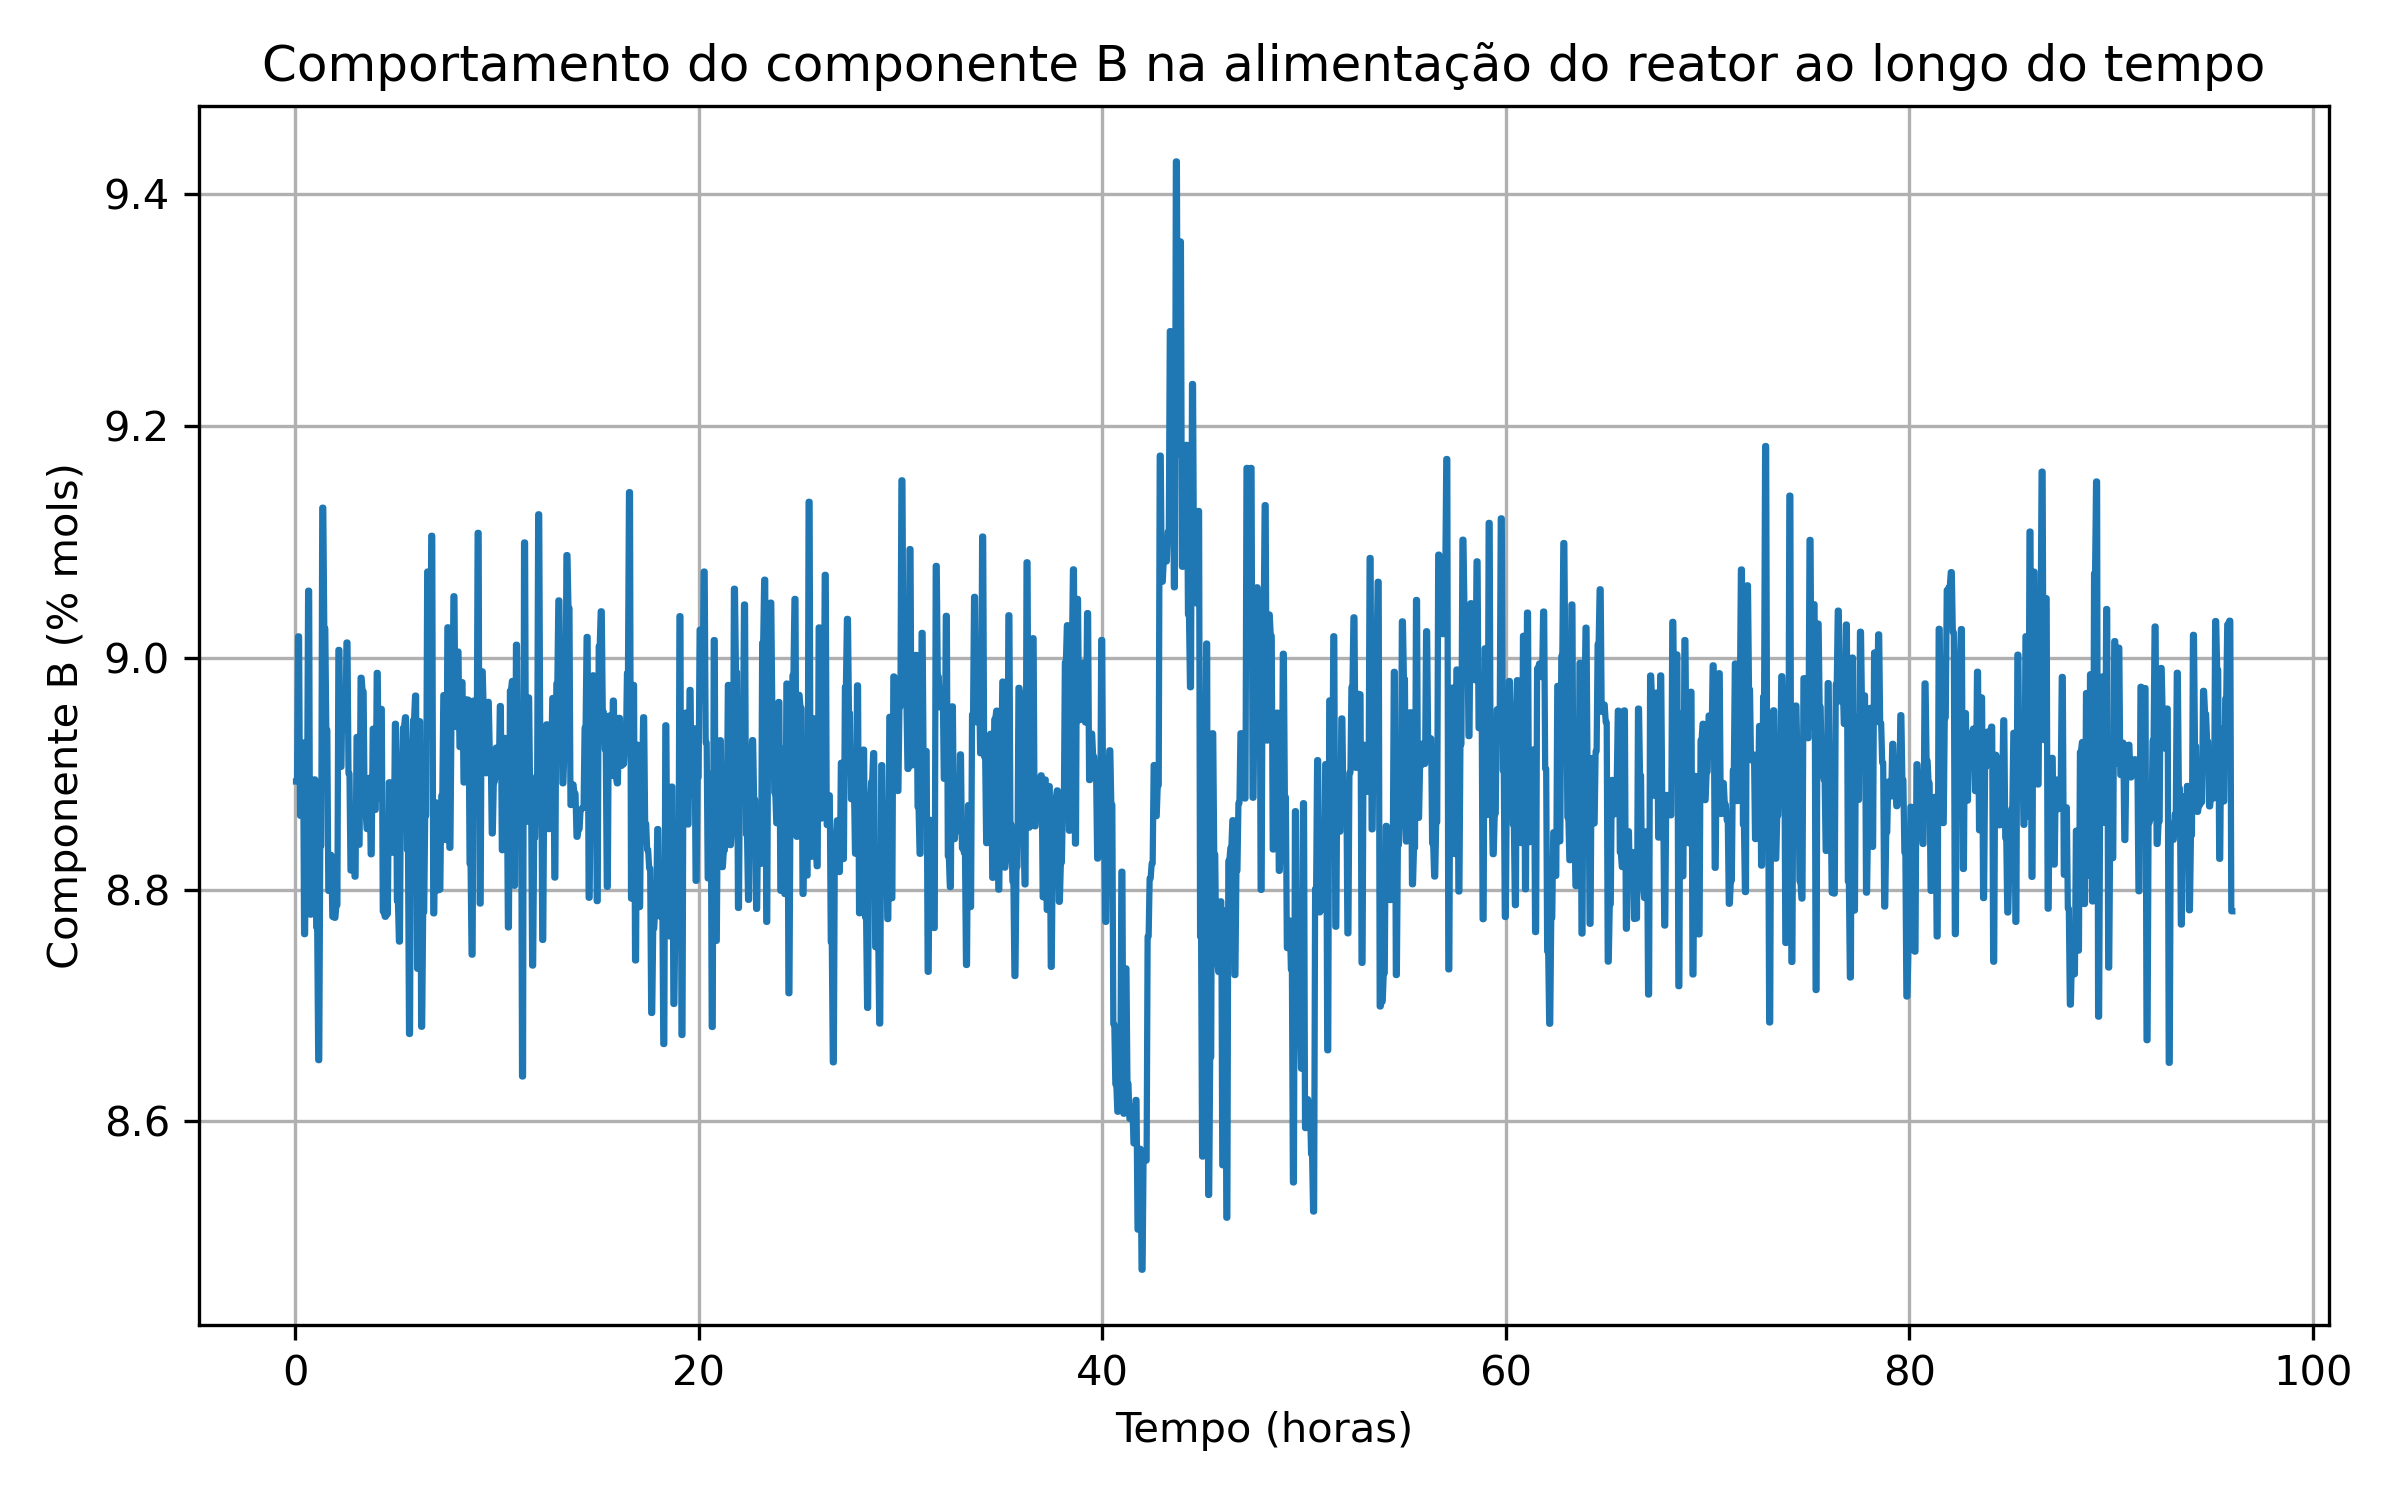 Comportamento do componente B na alimentação do reator ao longo do tempo
9.4
9.2
9.0
8.8
8.6
Componente B (% mols)
0 20 40 60 80 100
Tempo (horas)